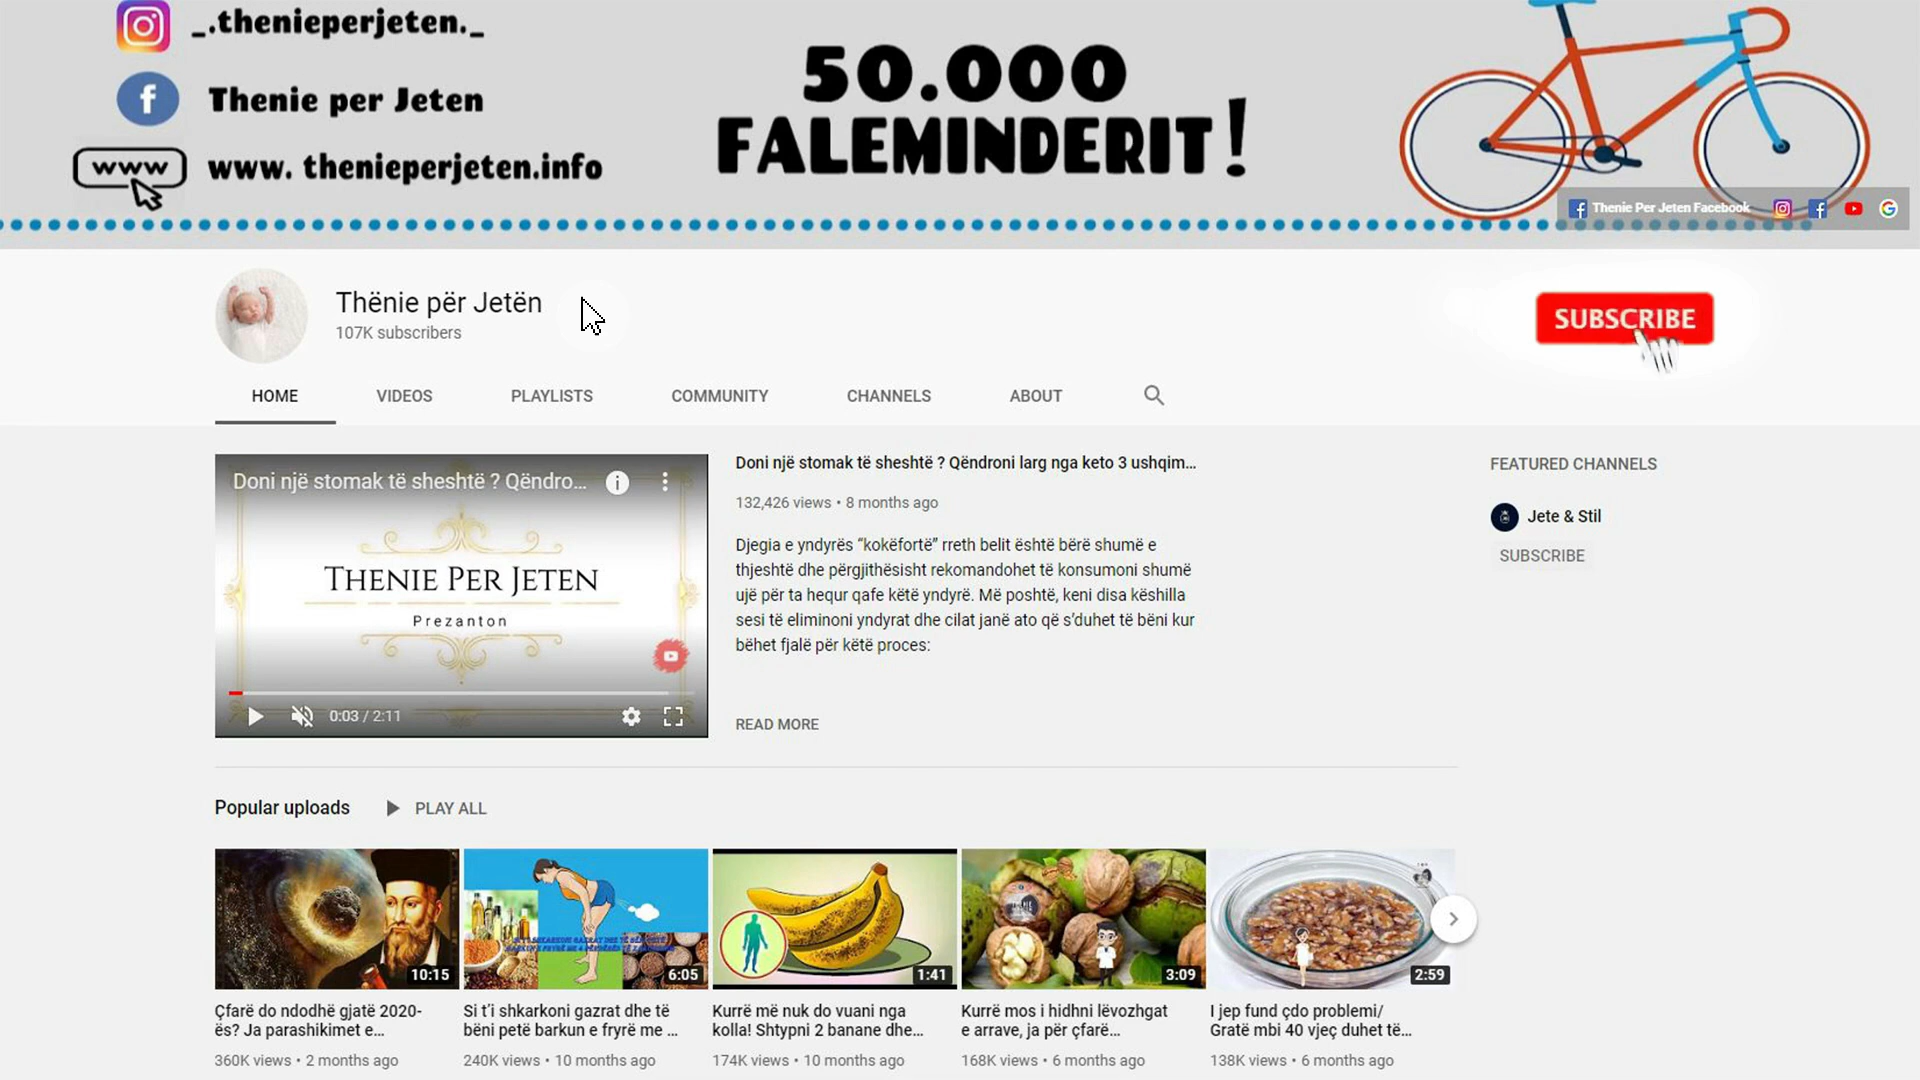 _.thenieperjeten._
Thenie per Jeten
www
www. thenieperjeten.info
50.000
FALEMINDERIT!
Thenie Per Jeten Facebook
Thënie për Jetën
107K subscribers
SUBSCRIBE
HOME VIDEOS PLAYLISTS COMMUNITY CHANNELS ABOUT
Doni një stomak të sheshtë ? Qëndro...
THENIE PER JETEN
Prezanton
0:03 / 2:11
Doni një stomak të sheshtë ? Qëndroni larg nga keto 3 ushqim...
132,426 views • 8 months ago
Djegia e yndyrës “kokëfortë” rreth belit është bërë shumë e
thjeshtë dhe përgjithësisht rekomandohet të konsumoni shumë
ujë për ta hequr qafe këtë yndyrë. Më poshtë, keni disa këshilla
sesi të eliminoni yndyrat dhe cilat janë ato që s’duhet të bëni kur
bëhet fjalë për këtë proces:
READ MORE
FEATURED CHANNELS
Jete & Stil
SUBSCRIBE
Popular uploads
PLAY ALL
10:15
Çfarë do ndodhë gjatë 2020-
ës? Ja parashikimet e...
360K views • 2 months ago
6:05
Si t’i shkarkoni gazrat dhe të
bëni petë barkun e fryrë me ...
240K views • 10 months ago
1:41
Kurrë më nuk do vuani nga
kolla! Shtypni 2 banane dhe...
174K views • 10 months ago
3:09
Kurrë mos i hidhni lëvozhgat
e arrave, ja për çfarë...
168K views • 6 months ago
2:59
I jep fund çdo problemi/
Gratë mbi 40 vjeç duhet të...
138K views • 6 months ago